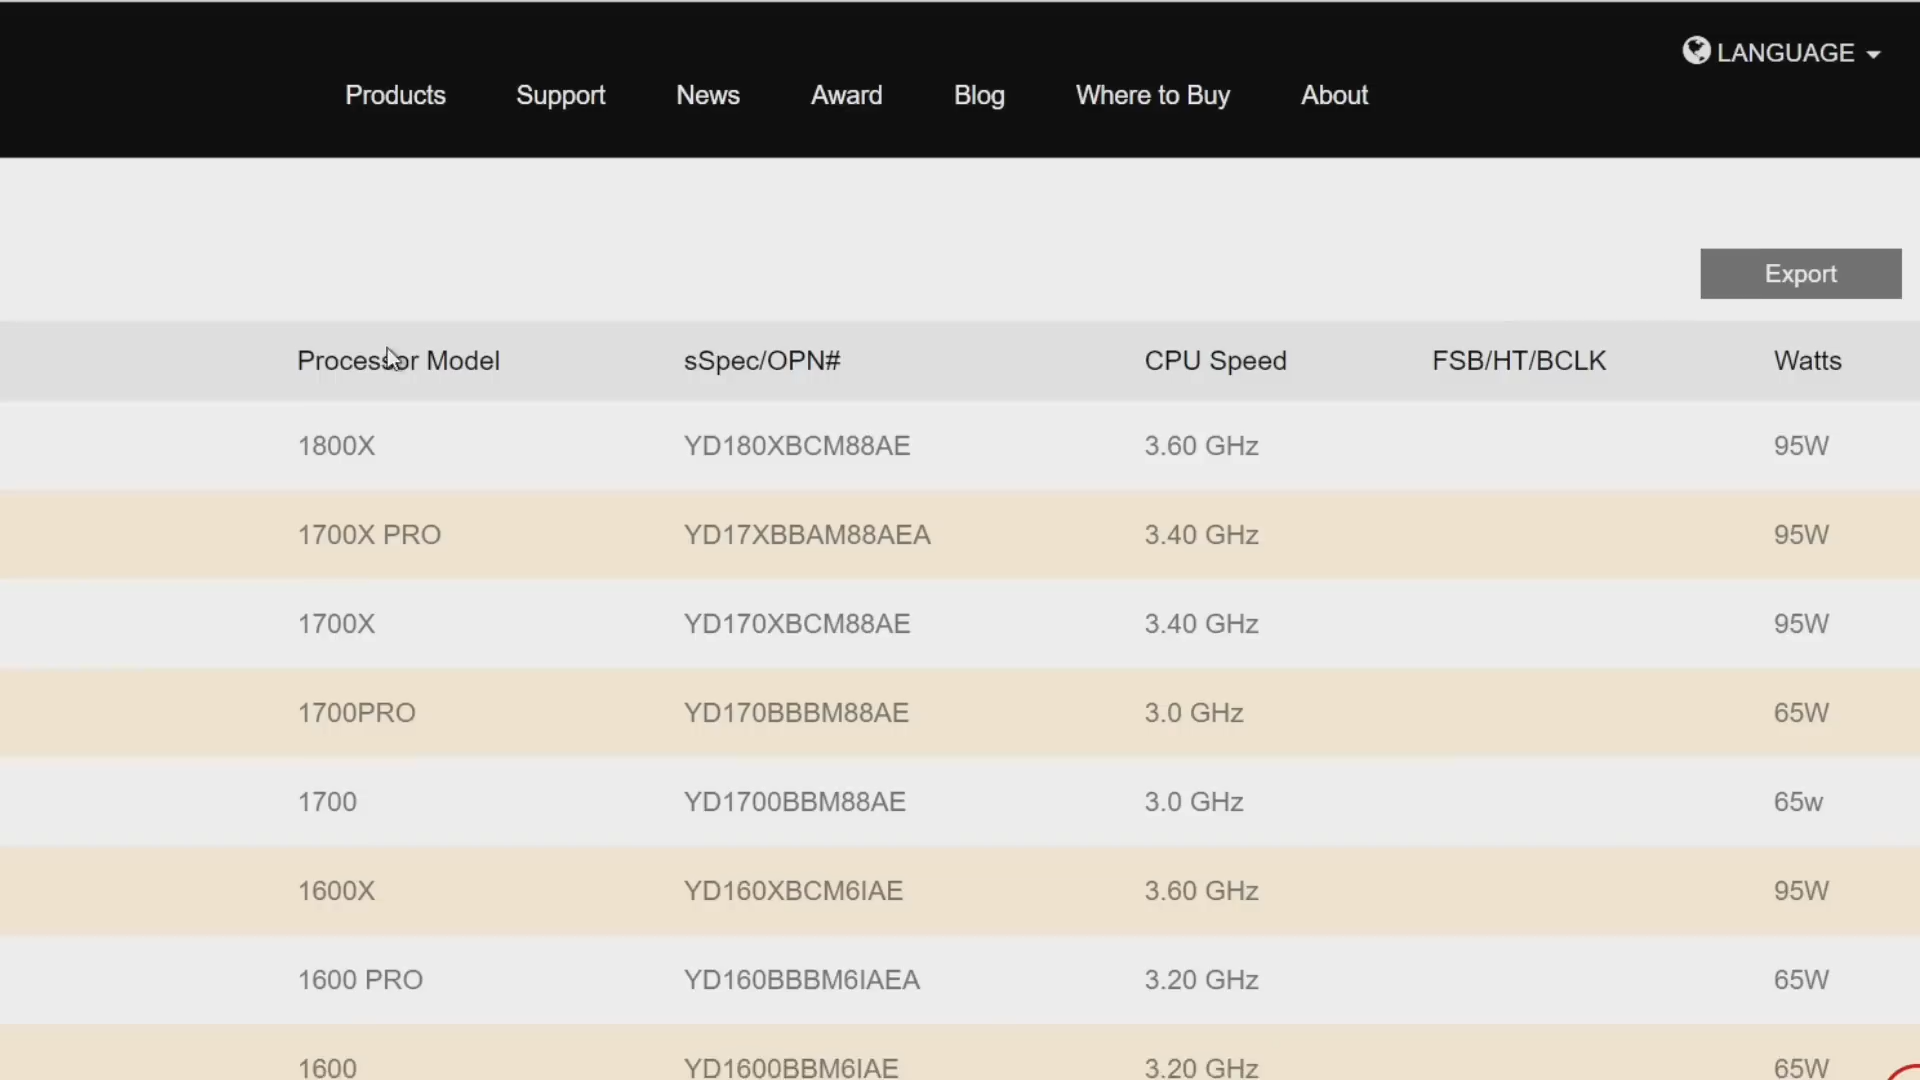 LANGUAGE
Products Support News Award Blog Where to Buy About
Export
Processor Model sSpec/OPN# CPU Speed FSB/HT/BCLK Watts
1800X YD180XBCM88AE 3.60 GHz 95W
1700X PRO YD17XBBAM88AEA 3.40 GHz 95W
1700X YD170XBCM88AE 3.40 GHz 95W
1700PRO YD170BBBM88AE 3.0 GHz 65W
1700 YD1700BBM88AE 3.0 GHz 65w
1600X YD160XBCM6IAE 3.60 GHz 95W
1600 PRO YD160BBBM6IAEA 3.20 GHz 65W
1600 YD1600BBM6IAE 3.20 GHz 65W